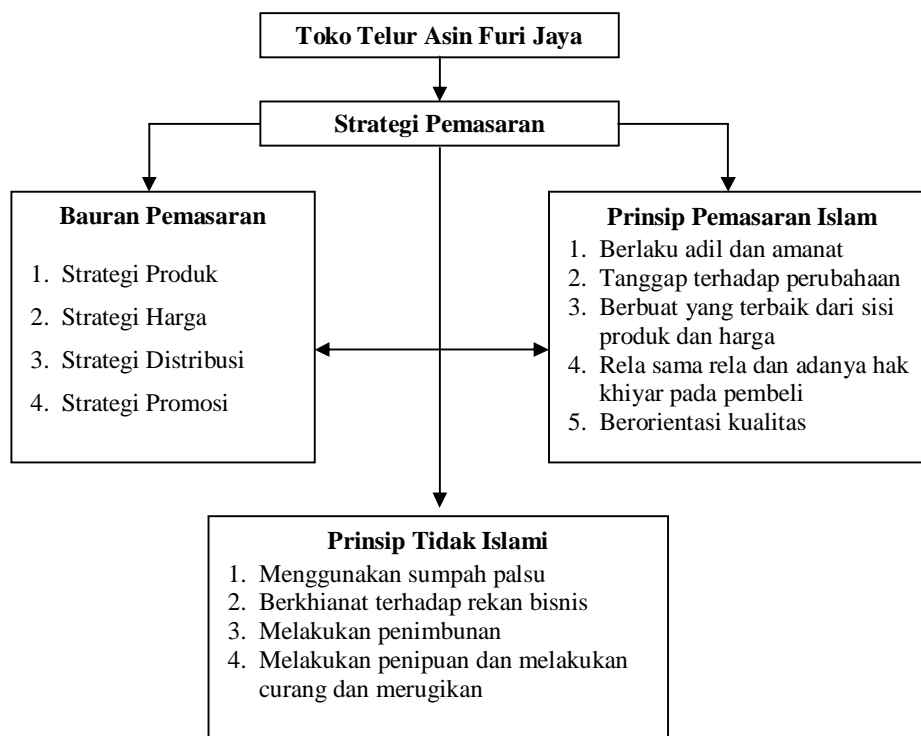 Toko Telur Asin Furi Jaya
Strategi Pemasaran
Bauran Pemasaran
1. Strategi Produk
2. Strategi Harga
3. Strategi Distribusi
4. Strategi Promosi
Prinsip Pemasaran Islam
1. Berlaku adil dan amanat
2. Tanggap terhadap perubahaan
3. Berbuat yang terbaik dari sisi
produk dan harga
4. Rela sama rela dan adanya hak
khiyar pada pembeli
5. Berorientasi kualitas
Prinsip Tidak Islami
1. Menggunakan sumpah palsu
2. Berkhianat terhadap rekan bisnis
3. Melakukan penimbunan
4. Melakukan penipuan dan melakukan
curang dan merugikan